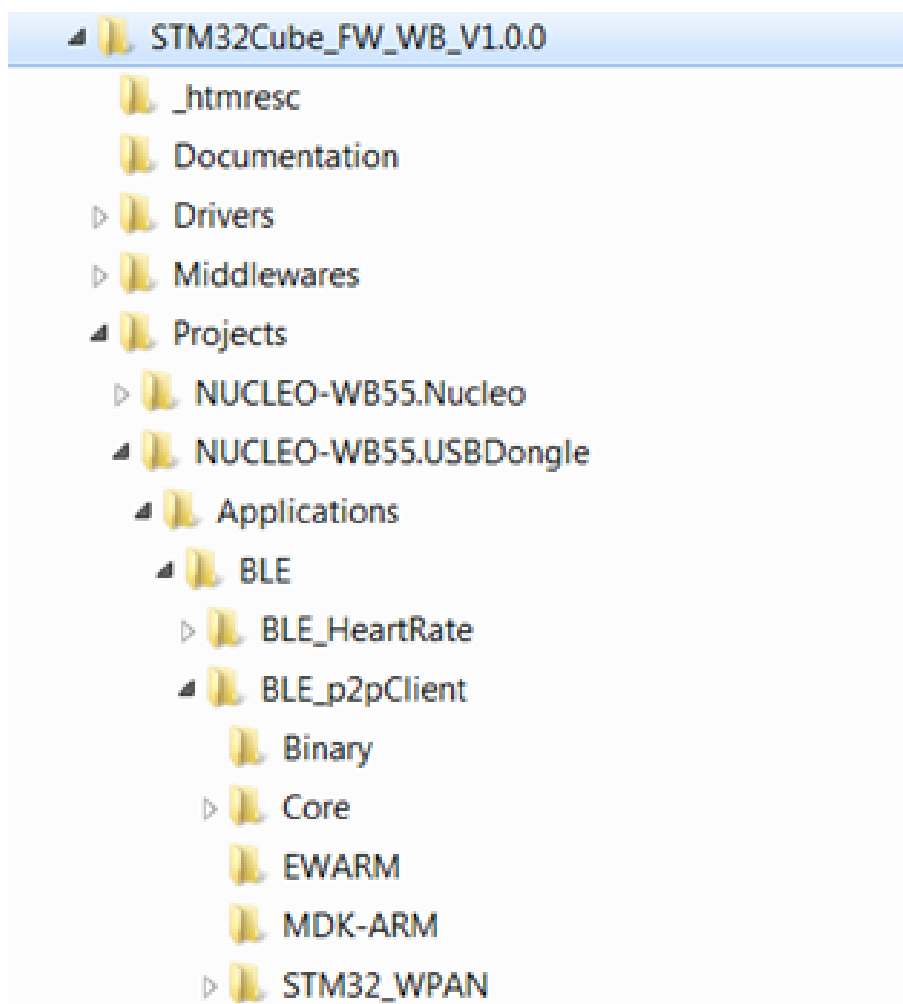 STM32Cube_FW_WB_V1.0.0
_htmresc
Documentation
Drivers
Middlewares
Projects
NUCLEO-WB55.Nucleo
NUCLEO-WB55.USBDongle
Applications
BLE
BLE_HeartRate
BLE_p2pClient
Binary
Core
EWARM
MDK-ARM
STM32_WPAN